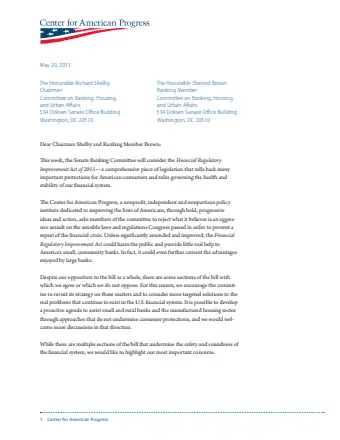 Center for American Progress
May 20, 2015
The Honorable Richard Shelby
Chairman
Committee on Banking, Housing,
and Urban Affairs
534 Dirksen Senate Office Building
Washington, DC 20510
The Honorable Sherrod Brown
Ranking Member
Committee on Banking, Housing,
and Urban Affairs
534 Dirksen Senate Office Building
Washington, DC 20510
Dear Chairman Shelby and Ranking Member Brown:
This week, the Senate Banking Committee will consider the Financial Regulatory
Improvement Act of 2015—a comprehensive piece of legislation that rolls back many
important protections for American consumers and rules governing the health and
stability of our financial system.
The Center for American Progress, a nonprofit, independent and nonpartisan policy
institute dedicated to improving the lives of Americans, through bold, progressive
ideas and action, asks members of the committee to reject what it believes is an aggres-
sive assault on the sensible laws and regulations Congress passed in order to prevent a
repeat of the financial crisis. Unless significantly amended and improved, the Financial
Regulatory Improvement Act could harm the public and provide little real help to
America's small, community banks. In fact, it could even further cement the advantages
enjoyed by large banks.
Despite our opposition to the bill as a whole, there are some sections of the bill with
which we agree or which we do not oppose. For this reason, we encourage the commit-
tee to revisit its strategy on these matters and to consider more targeted solutions to the
real problems that continue to exist in the U.S. financial system. It is possible to develop
a proactive agenda to assist small and rural banks and the manufactured housing sector
through approaches that do not undermine consumer protections, and we would wel-
come more discussions in that direction.
While there are multiple sections of the bill that undermine the safety and soundness of
the financial system, we would like to highlight our most important concerns.
1 Center for American Progress